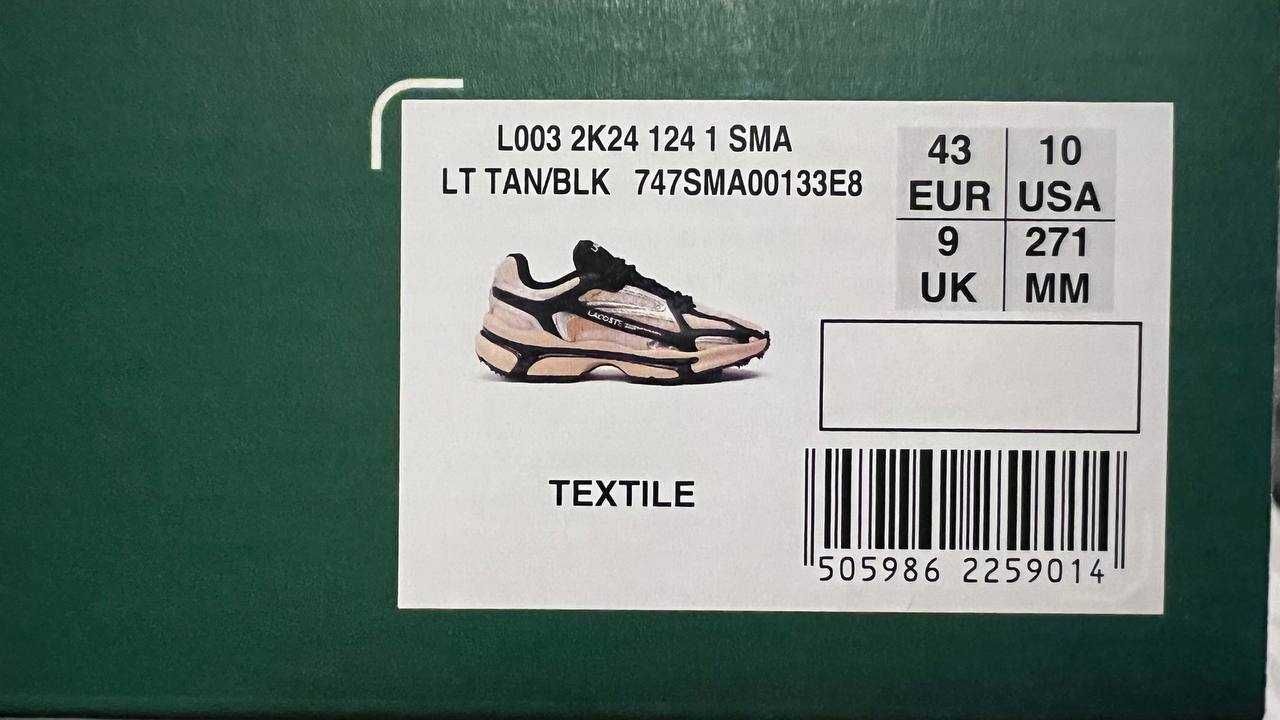 L003 2K24 124 1 SMA
LT TAN/BLK 747SMA00133E8
43 EUR
10 USA
9 UK
271 MM
LACOSTE
TEXTILE
505986 2259014